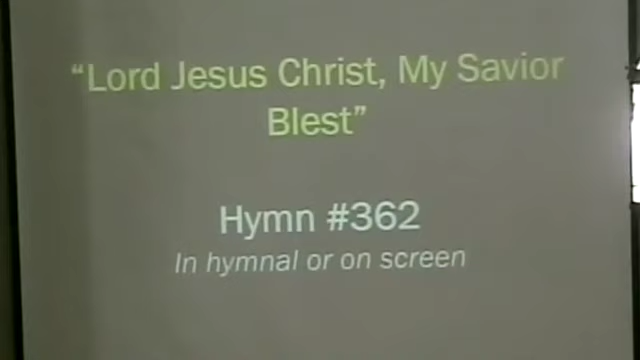 “Lord Jesus Christ, My Savior
Blest”
Hymn #362
In hymnal or on screen